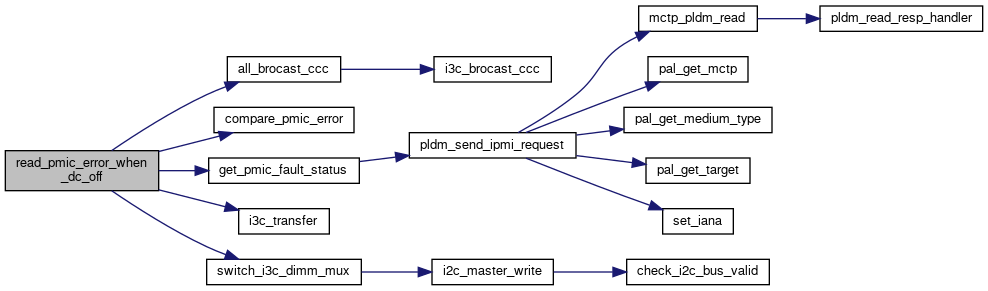 read_pmic_error_when
_dc_off
all_brocast_ccc
i3c_brocast_ccc
compare_pmic_error
get_pmic_fault_status
pldm_send_ipmi_request
mctp_pldm_read
pldm_read_resp_handler
pal_get_mctp
pal_get_medium_type
pal_get_target
set_iana
i3c_transfer
switch_i3c_dimm_mux
i2c_master_write
check_i2c_bus_valid